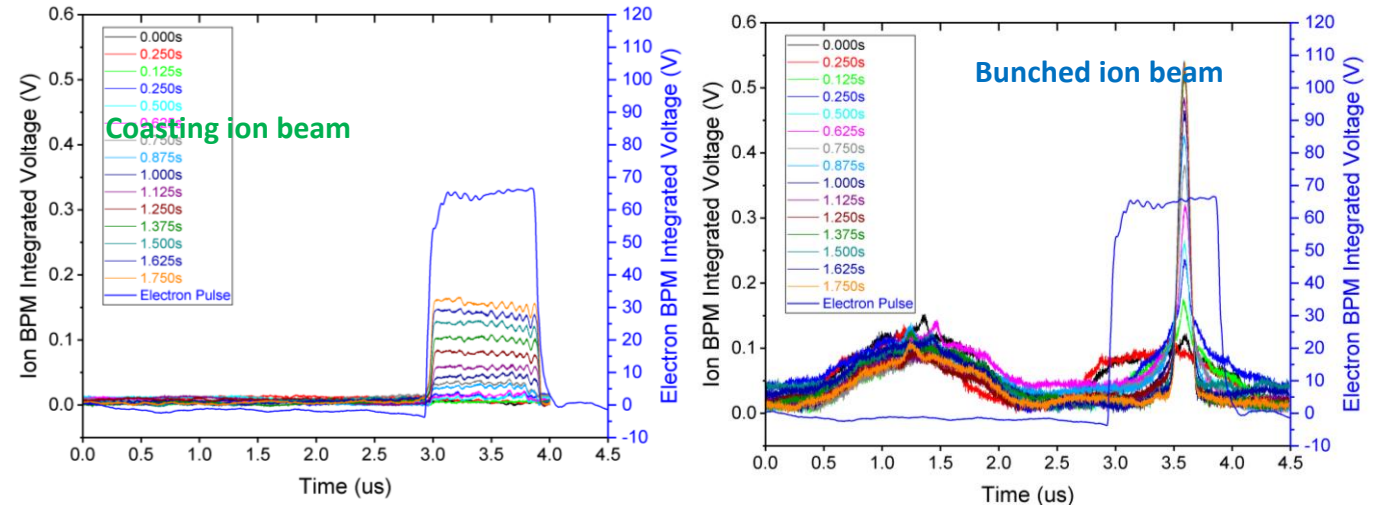 0.6
0.5
0.4
0.3
0.2
0.1
0.0
Ion BPM Integrated Voltage (V)
0.000s
0.250s
0.125s
0.250s
0.500s
0.625s
0.750s
0.875s
1.000s
1.125s
1.250s
1.375s
1.500s
1.625s
1.750s
Electron Pulse
Coasting ion beam
120
110
100
90
80
70
60
50
40
30
20
10
0
-10
Electron BPM Integrated Voltage (V)
0.0 0.5 1.0 1.5 2.0 2.5 3.0 3.5 4.0 4.5
Time (us)
0.6
0.5
0.4
0.3
0.2
0.1
0.0
Ion BPM Integrated Voltage (V)
0.000s
0.250s
0.125s
0.250s
0.500s
0.625s
0.750s
0.875s
1.000s
1.125s
1.250s
1.375s
1.500s
1.625s
1.750s
Electron Pulse
Bunched ion beam
120
110
100
90
80
70
60
50
40
30
20
10
0
-10
Electron BPM Integrated Voltage (V)
0.0 0.5 1.0 1.5 2.0 2.5 3.0 3.5 4.0 4.5
Time (us)